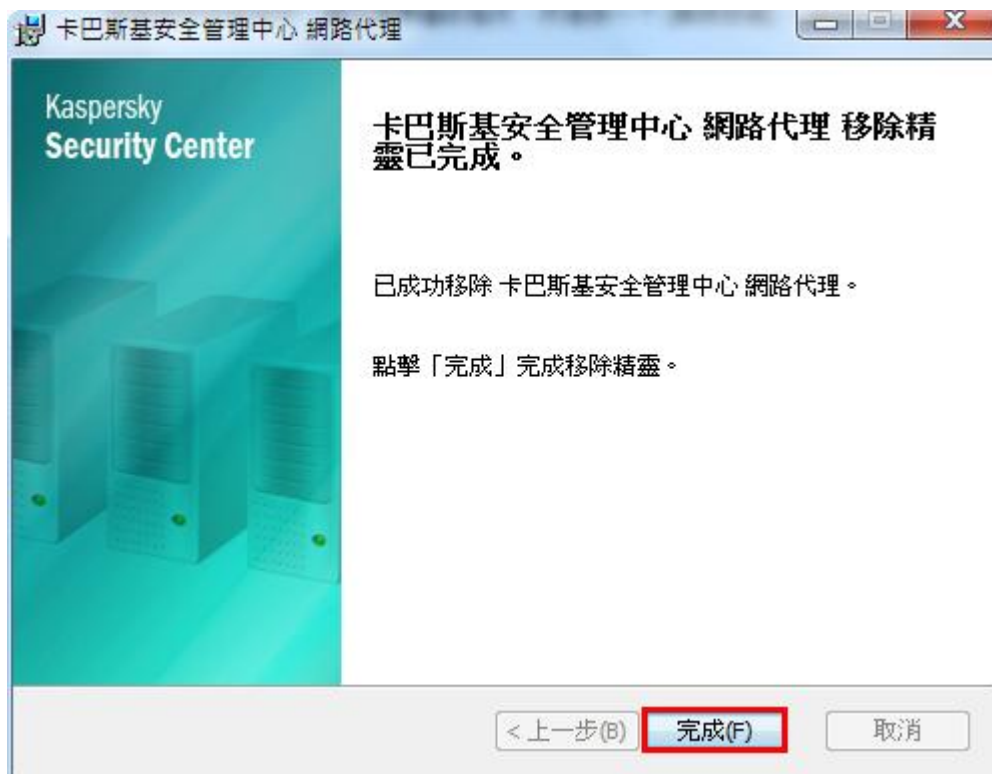 卡巴斯基安全管理中心 網路代理
Kaspersky
Security Center
卡巴斯基安全管理中心 網路代理 移除精
靈已完成。
已成功移除 卡巴斯基安全管理中心 網路代理。
點擊「完成」完成移除精靈。
< 上一步(B)
完成(F)
取消